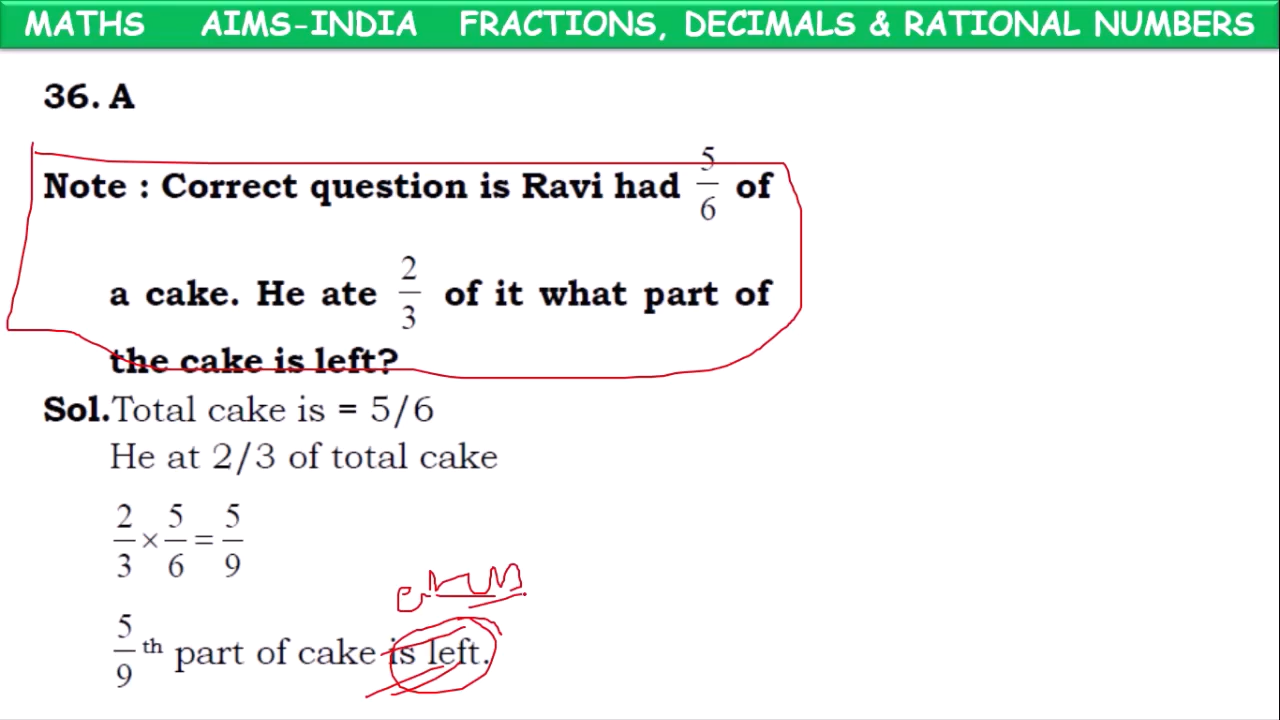 MATHS AIMS-INDIA FRACTIONS, DECIMALS & RATIONAL NUMBERS
36. A
Note : Correct question is Ravi had 5/6 of
a cake. He ate 2/3 of it what part of
the cake is left?
Sol. Total cake is = 5/6
He at 2/3 of total cake
2/3 × 5/6 = 5/9
5/9 th part of cake is left.